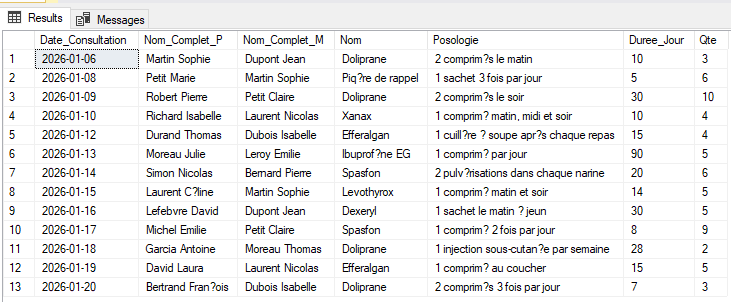 Results Messages
Date_Consultation Nom_Complet_P Nom_Complet_M Nom Posologie Duree_Jour Qte
1 2026-01-06 Martin Sophie Dupont Jean Doliprane 2 comprim?s le matin 10 3
2 2026-01-08 Petit Marie Martin Sophie Piq?re de rappel 1 sachet 3 fois par jour 5 6
3 2026-01-09 Robert Pierre Petit Claire Doliprane 2 comprim?s le soir 30 10
4 2026-01-10 Richard Isabelle Laurent Nicolas Xanax 1 comprim? matin, midi et soir 10 4
5 2026-01-12 Durand Thomas Dubois Isabelle Efferalgan 1 cuill?re ? soupe apr?s chaque repas 15 4
6 2026-01-13 Moreau Julie Leroy Emilie Ibuprof?ne EG 1 comprim? par jour 90 5
7 2026-01-14 Simon Nicolas Bernard Pierre Spasfon 2 pulv?risations dans chaque narine 20 6
8 2026-01-15 Laurent C?line Martin Sophie Levothyrox 1 comprim? matin et soir 14 5
9 2026-01-16 Lefebvre David Dupont Jean Dexeryl 1 sachet le matin ? jeun 30 5
10 2026-01-17 Michel Emilie Petit Claire Spasfon 1 comprim? 2 fois par jour 8 9
11 2026-01-18 Garcia Antoine Moreau Thomas Doliprane 1 injection sous-cutan?e par semaine 28 2
12 2026-01-19 David Laura Laurent Nicolas Efferalgan 1 comprim? au coucher 15 5
13 2026-01-20 Bertrand Fran?ois Dubois Isabelle Doliprane 2 comprim?s 3 fois par jour 7 3